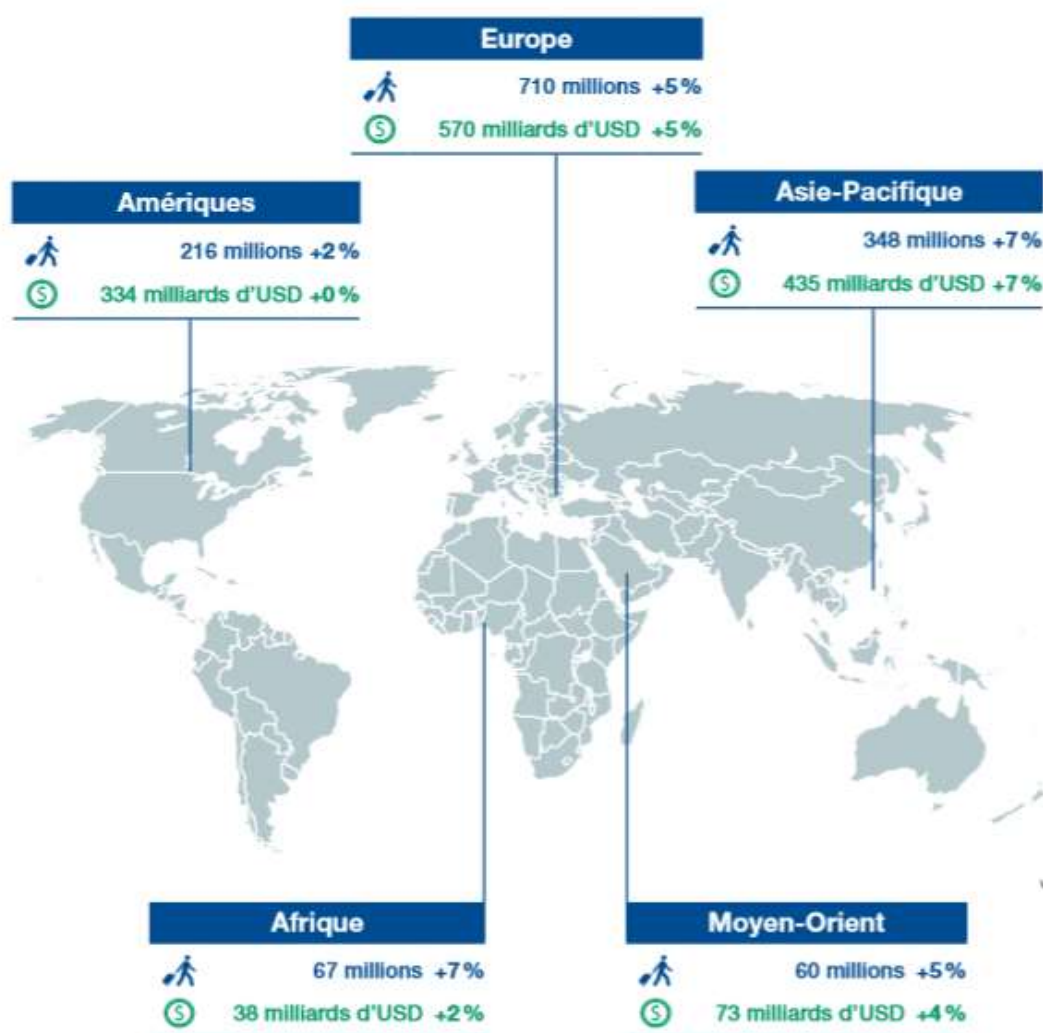 Europe
710 millions +5 %
570 milliards d'USD +5 %
Amériques
216 millions +2 %
334 milliards d'USD +0 %
Asie-Pacifique
348 millions +7 %
435 milliards d'USD +7 %
Afrique
67 millions +7 %
38 milliards d'USD +2 %
Moyen-Orient
60 millions +5 %
73 milliards d'USD +4 %